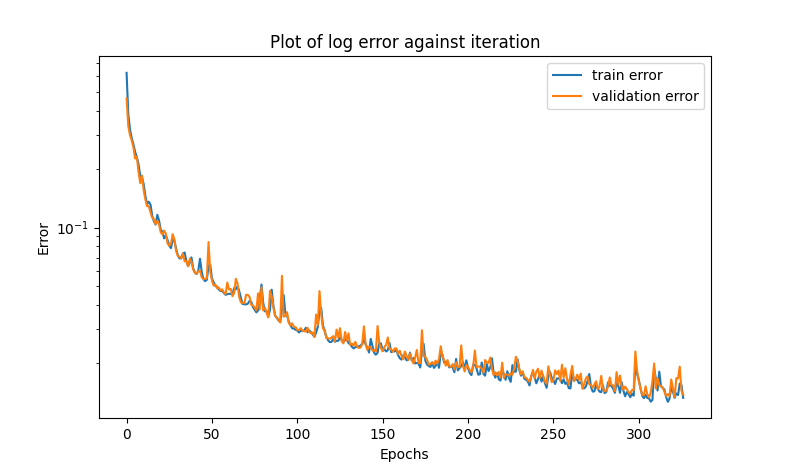 Plot of log error against iteration
train error
validation error
Error
10⁻¹
0 50 100 150 200 250 300
Epochs